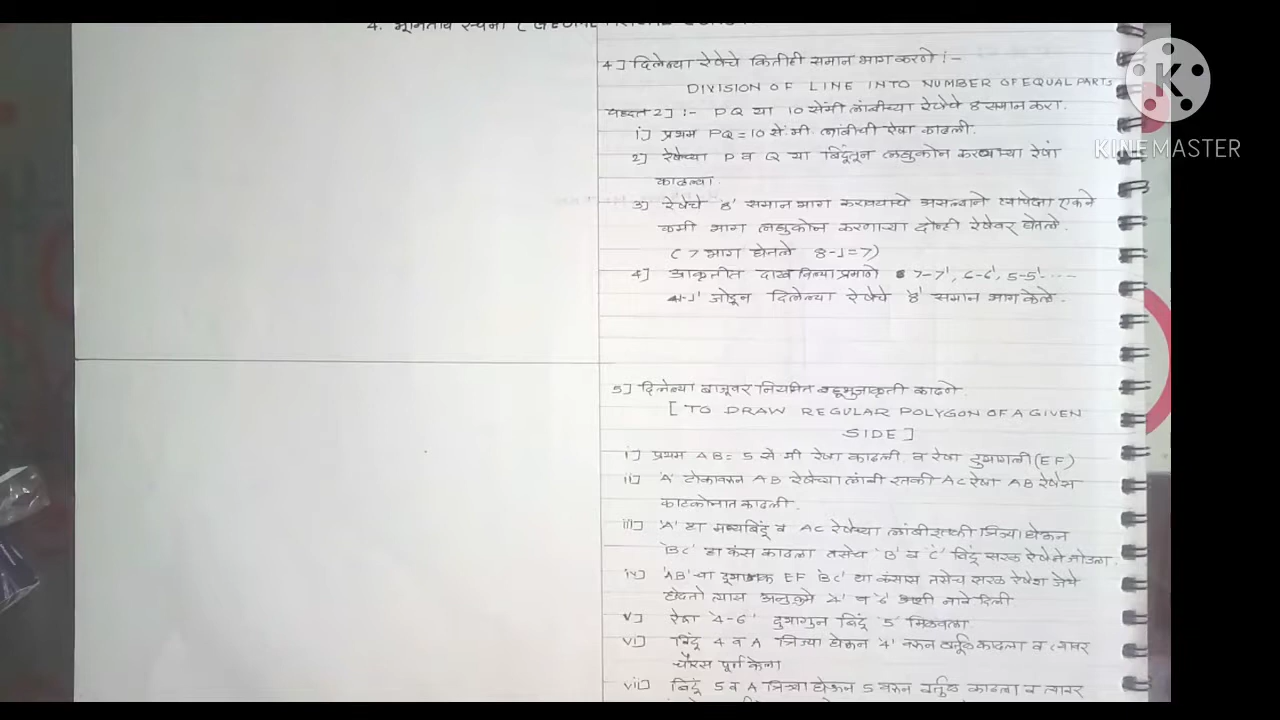 4. भूमितीय रचना (
4] दिलेल्या रेषेचे कितीही समान भाग करणे :-
DIVISION OF LINE INTO NUMBER OF EQUAL PARTS
पद्धत 2] :- PQ या 10 सेंमी लांबीच्या रेषेचे 8 समान करा.
i] प्रथम PQ = 10 से.मी. लांबीची रेषा काढली.
2] रेषेच्या P व Q या बिंदूतून लघुकोन करणाऱ्या रेषा
काढल्या.
3] रेषेचे '8' समान भाग करावयाचे असल्याने त्यापेक्षा एकने
कमी भाग लघुकोन करणाऱ्या दोन्ही रेषेवर घेतले.
(7 भाग घेतले 8-1=7)
4] आकृतीत दाखविल्या प्रमाणे 7-7', 6-6', 5-5'....
1-1' जोडून दिलेल्या रेषेचे '8' समान भाग केले.
5] दिलेल्या बाजूवर नियमित बहूभुजाकृती काढणे.
[ TO DRAW REGULAR POLYGON OF A GIVEN
SIDE ]
i] प्रथम AB = 5 से.मी रेषा काढली व रेषा दुभागली (EF)
ii] 'A' टोकावरून AB रेषेच्या लांबी इतकी AC रेषा AB रेषेस
काटकोनात काढली.
iii] 'A' हा मध्यबिंदू व AC रेषेच्या लांबी इतकी त्रिज्या घेऊन
'BC' हा कंस काढला तसेच 'B' व 'C' बिंदू सरळ रेषेने जोडला.
iv] 'AB' चा दुभाजक EF 'BC' या कंसास तसेच सरळ रेषेश जेथे
छेदतो त्यास अनुक्रमे '4' व '6' अशी नावे दिली.
v] रेषा '4-6' दुभागुन बिंदू '5' मिळवला.
vi] बिंदू 4 व A त्रिज्या घेऊन '4' वरून वर्तूळ काढला व त्यावर
चौरस पूर्ण केला
vii] बिंदू 5 व A त्रिज्या घेऊन 5 वरून वर्तुळ काढला व त्यावर
KINEMASTER